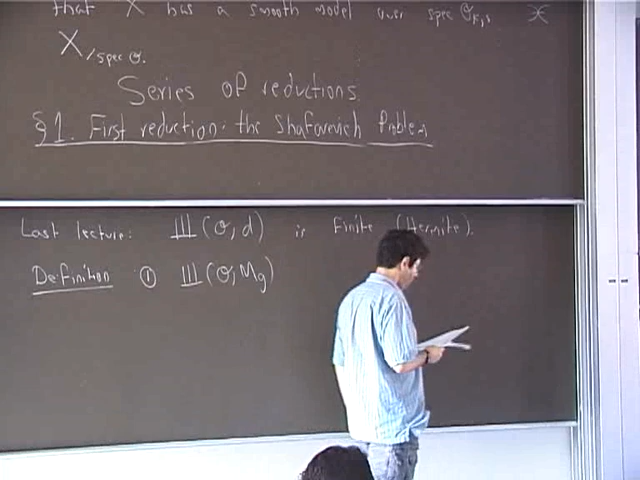 that X has a smooth model over spec O_{K,S} X
X/spec O.
Series of reductions.
§1. First reduction: the Shafarevich Problem
Last lecture: Ш(O, d) is Finite (Hermite).
Definition ① Ш(O, M_g)